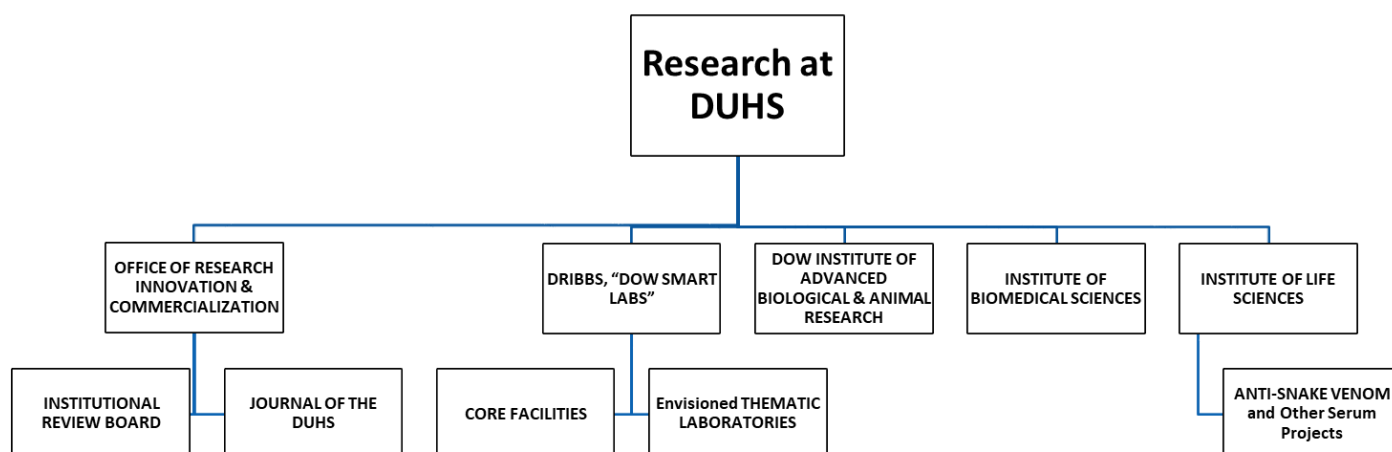 Research at
DUHS
OFFICE OF RESEARCH
INNOVATION &
COMMERCIALIZATION
DRIBBS, “DOW SMART
LABS”
DOW INSTITUTE OF
ADVANCED
BIOLOGICAL & ANIMAL
RESEARCH
INSTITUTE OF
BIOMEDICAL SCIENCES
INSTITUTE OF LIFE
SCIENCES
INSTITUTIONAL
REVIEW BOARD
JOURNAL OF THE
DUHS
CORE FACILITIES
Envisioned THEMATIC
LABORATORIES
ANTI-SNAKE VENOM
and Other Serum
Projects